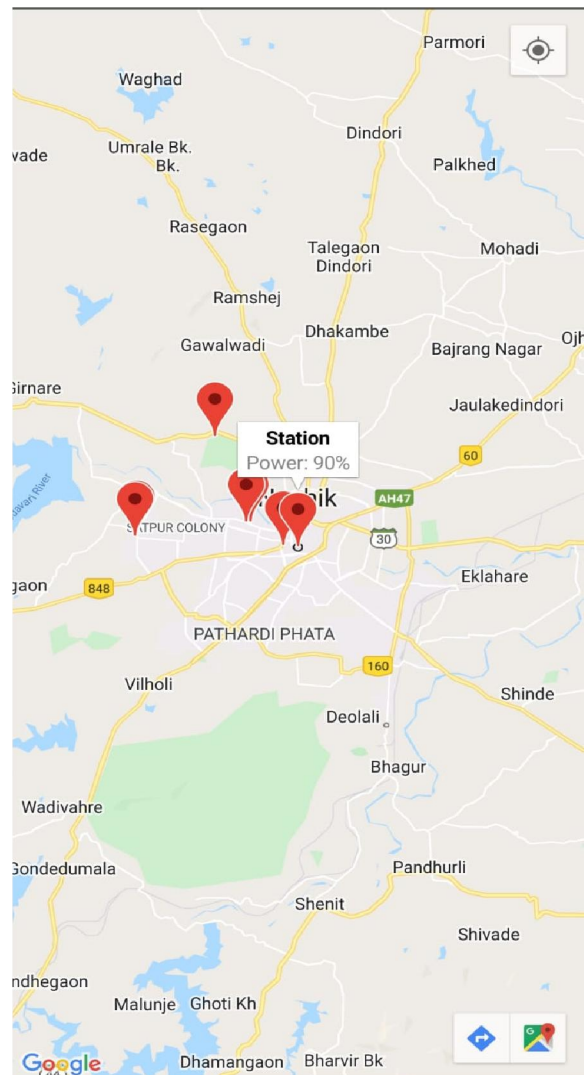 Parmori
Waghad
Dindori
wade
Umrale Bk.
Bk.
Palkhed
Rasegaon
Talegaon
Dindori
Mohadi
Ramshej
Dhakambe
Gawalwadi
Ojh
Bajrang Nagar
Girnare
Jaulakedindori
Station
Power: 90%
60
AH47
SATPUR COLONY
30
Eklahare
gaon
848
PATHARDI PHATA
160
Vilholi
Shinde
Deolali
Bhagur
Wadivahre
Gondedumala
Pandhurli
Shenit
Shivade
ndhegaon
Malunje
Ghoti Kh
Google
Dhamangaon
Bharvir Bk